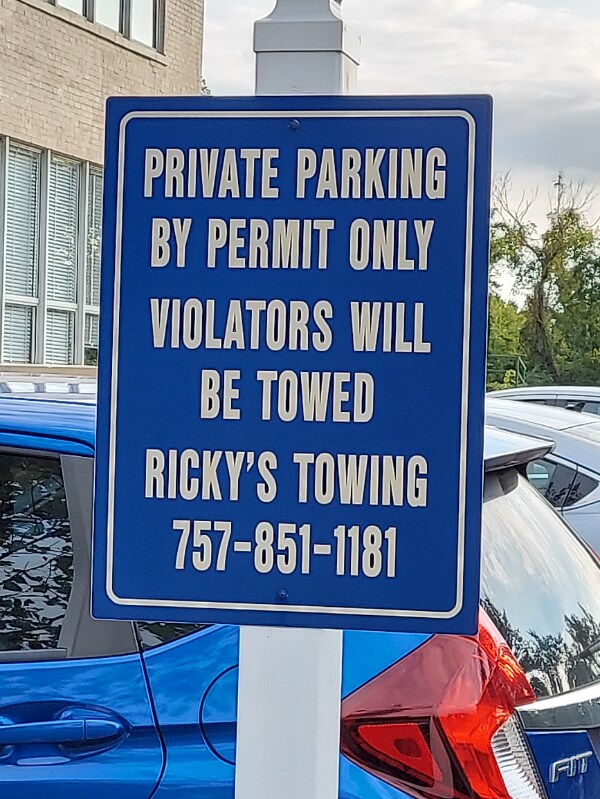 PRIVATE PARKING
BY PERMIT ONLY
VIOLATORS WILL
BE TOWED
RICKY'S TOWING
757-851-1181
FIT